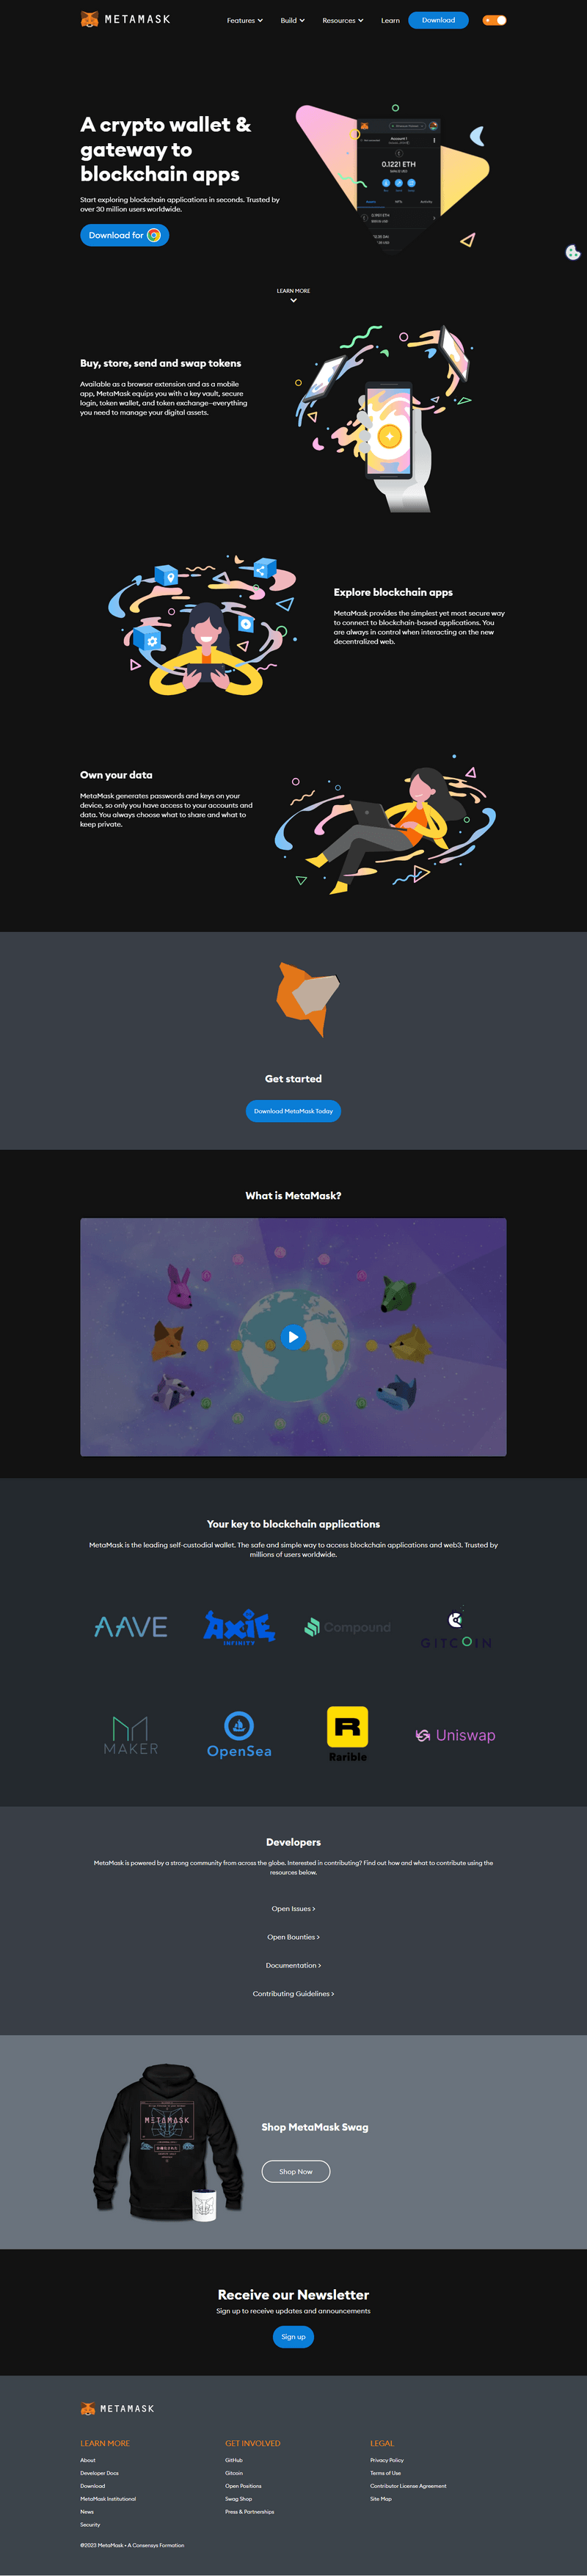 METAMASK
Features
Build
Resources
Learn
Download
A crypto wallet &
gateway to
blockchain apps
Start exploring blockchain applications in seconds. Trusted by
over 30 million users worldwide.
Download for
Account 1
0.1221 ETH
LEARN MORE
Buy, store, send and swap tokens
Available as a browser extension and as a mobile
app, MetaMask equips you with a key vault, secure
login, token wallet, and token exchange—everything
you need to manage your digital assets.
Explore blockchain apps
MetaMask provides the simplest yet most secure way
to connect to blockchain-based applications. You
are always in control when interacting on the new
decentralized web.
Own your data
MetaMask generates passwords and keys on your
device, so only you have access to your accounts and
data. You always choose what to share and what to
keep private.
Get started
Download MetaMask Today
What is MetaMask?
Your key to blockchain applications
MetaMask is the leading self-custodial wallet. The safe and simple way to access blockchain applications and web3. Trusted by
millions of users worldwide.
AAVE
AXIE
INFINITY
Compound
GITCOIN
MAKER
OpenSea
R
Rarible
Uniswap
Developers
MetaMask is powered by a strong community from across the globe. Interested in contributing? Find out how and what to contribute using the
resources below.
Open Issues >
Open Bounties >
Documentation >
Contributing Guidelines >
METAMASK
Shop MetaMask Swag
Shop Now
Receive our Newsletter
Sign up to receive updates and announcements
Sign up
METAMASK
LEARN MORE
About
Developer Docs
Download
MetaMask Institutional
News
Security
GET INVOLVED
GitHub
Gitcoin
Open Positions
Swag Shop
Press & Partnerships
LEGAL
Privacy Policy
Terms of Use
Contributor License Agreement
Site Map
©2023 MetaMask • A Consensys Formation